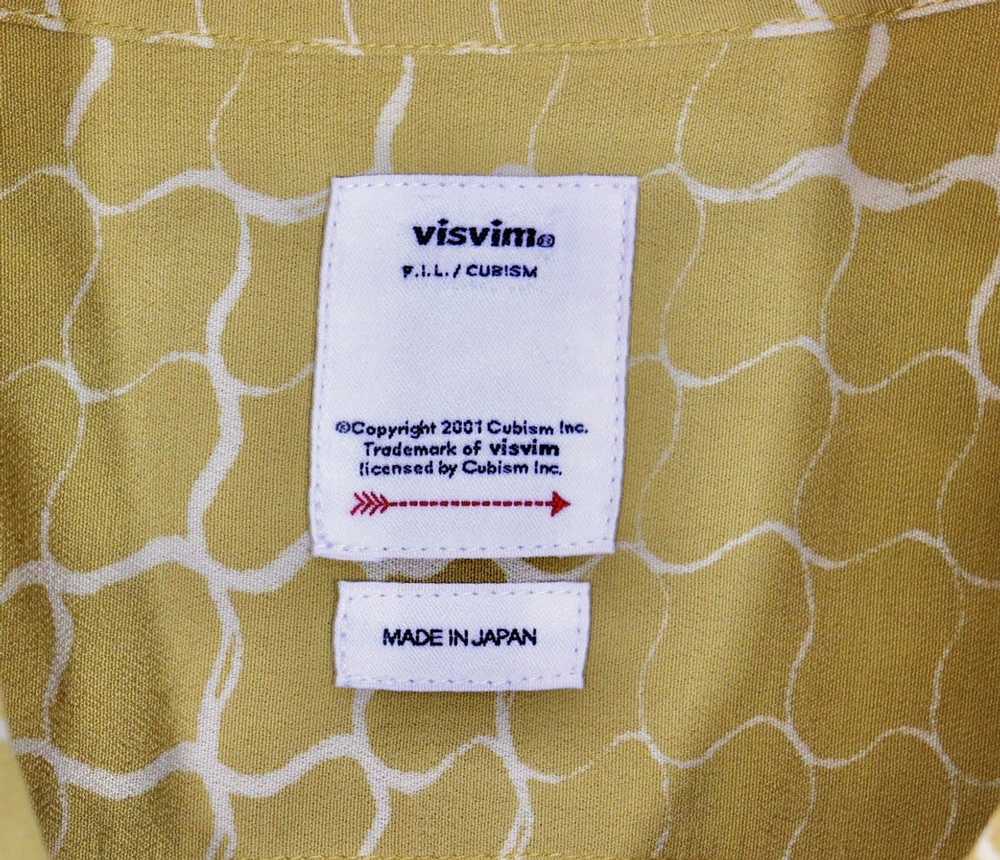 visvim®
F.I.L. / CUBISM
©Copyright 2001 Cubism Inc.
Trademark of visvim
licensed by Cubism Inc.
MADE IN JAPAN